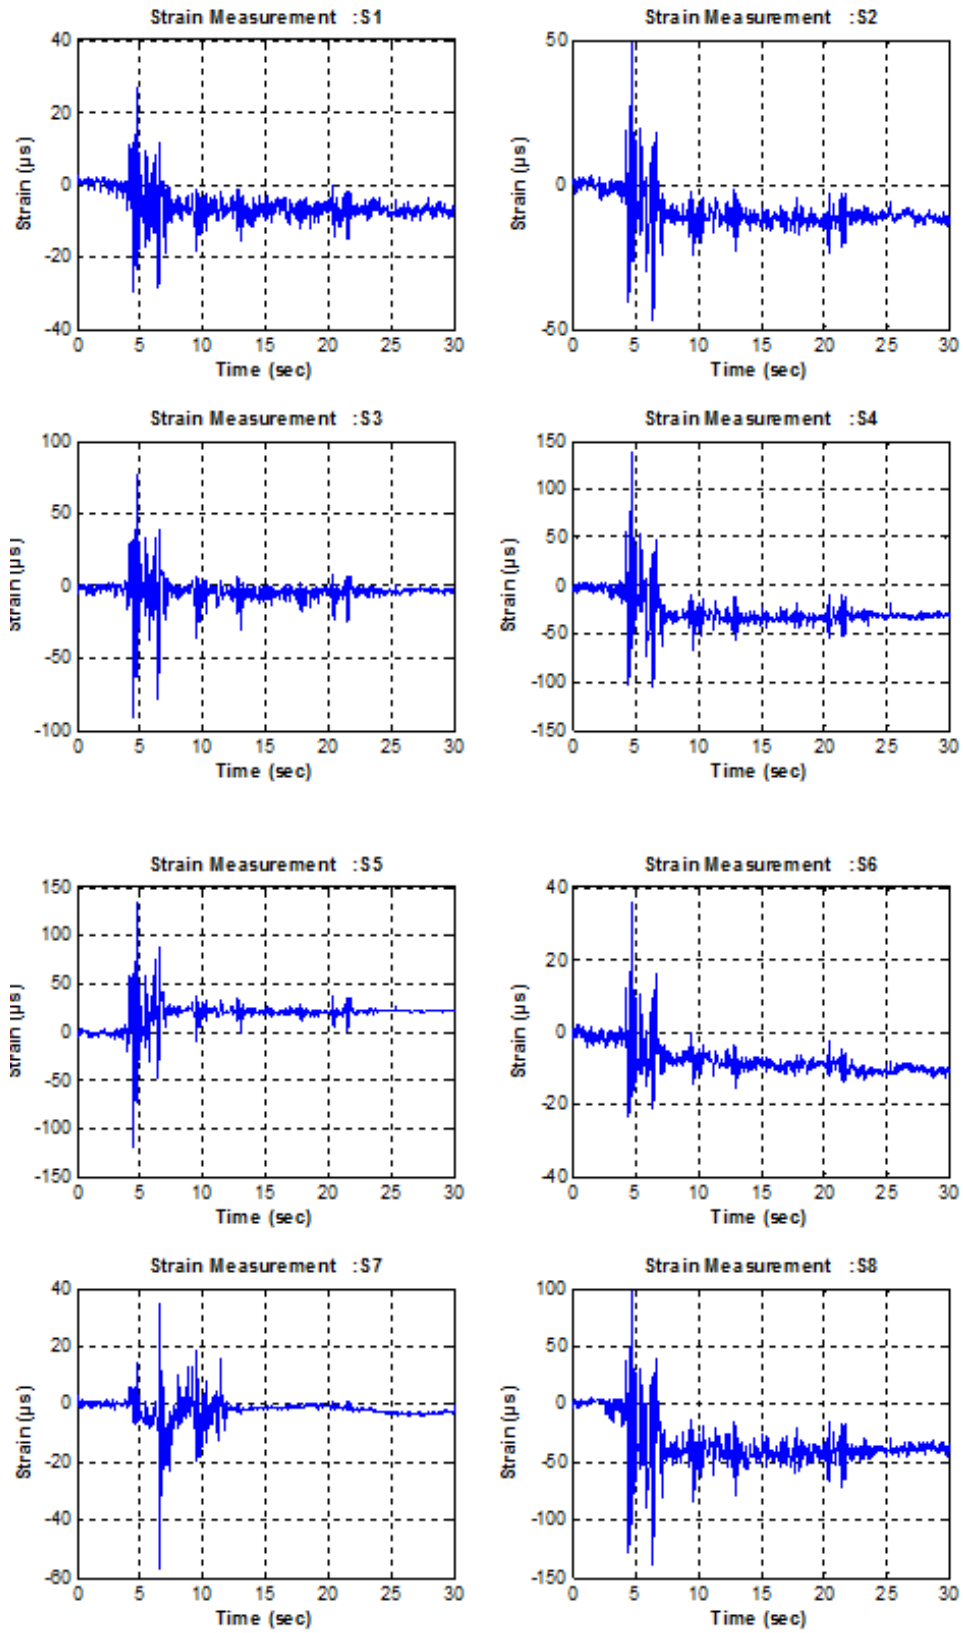 Strain Measurement :S1
40
20
0
-20
-40
Strain (µs)
0 5 10 15 20 25 30
Time (sec)
Strain Measurement :S2
50
0
-50
Strain (µs)
0 5 10 15 20 25 30
Time (sec)
Strain Measurement :S3
100
50
0
-50
-100
Strain (µs)
0 5 10 15 20 25 30
Time (sec)
Strain Measurement :S4
150
100
50
0
-50
-100
-150
Strain (µs)
0 5 10 15 20 25 30
Time (sec)
Strain Measurement :S5
150
100
50
0
-50
-100
-150
Strain (µs)
0 5 10 15 20 25 30
Time (sec)
Strain Measurement :S6
40
20
0
-20
-40
Strain (µs)
0 5 10 15 20 25 30
Time (sec)
Strain Measurement :S7
40
20
0
-20
-40
-60
Strain (µs)
0 5 10 15 20 25 30
Time (sec)
Strain Measurement :S8
100
50
0
-50
-100
-150
Strain (µs)
0 5 10 15 20 25 30
Time (sec)